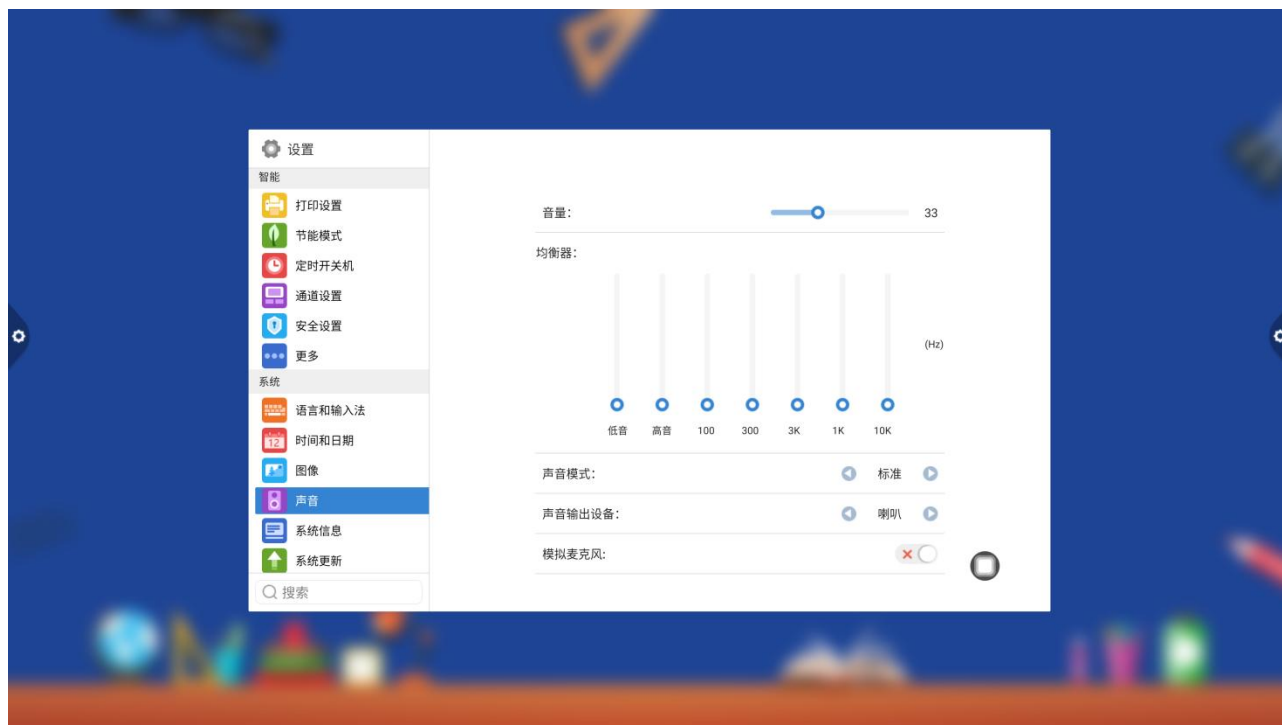 设置
智能
打印设置
节能模式
定时开关机
通道设置
安全设置
更多
系统
语言和输入法
12
时间和日期
图像
声音
系统信息
系统更新
搜索
音量: 33
均衡器:
(Hz)
低音 高音 100 300 3K 1K 10K
声音模式: 标准
声音输出设备: 喇叭
模拟麦克风: